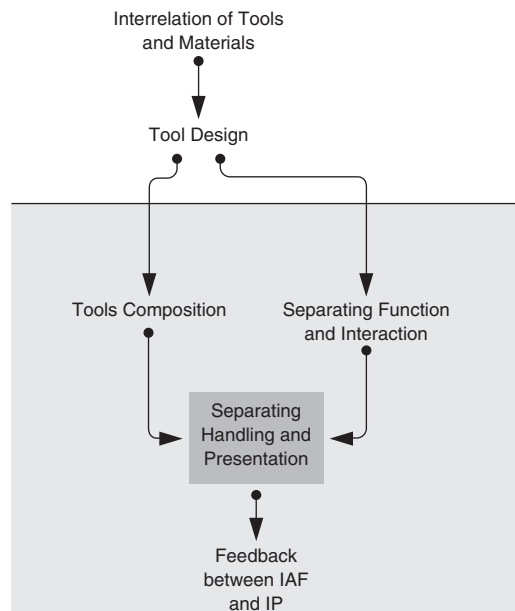 Interrelation of Tools
and Materials
Tool Design
Tools Composition
Separating Function
and Interaction
Separating
Handling and
Presentation
Feedback
between IAF
and IP